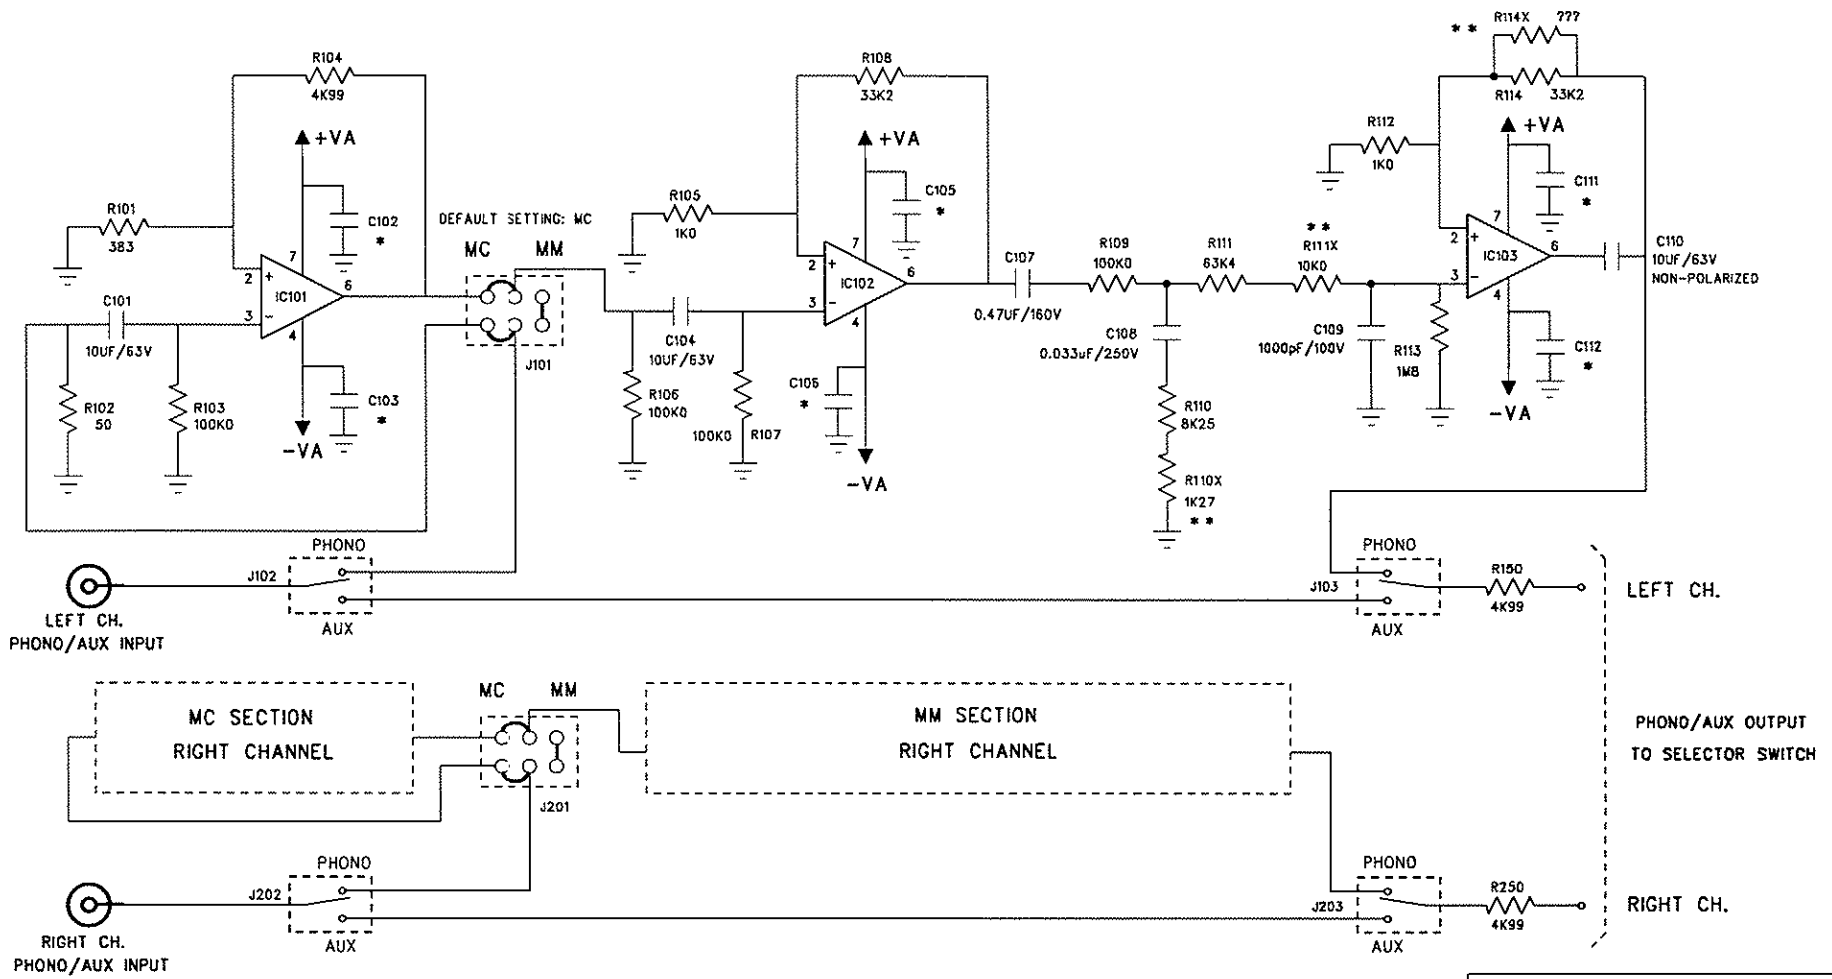 R104
4K99
+VA
R101
383
C102
*
7
2
+
IC101
6
3
-
4
C101
10UF/63V
R102
50
R103
100K0
C103
*
-VA
DEFAULT SETTING: MC
MC MM
J101
R108
33K2
+VA
R105
1K0
C105
*
7
2
+
IC102
6
3
-
4
C104
10UF/63V
R106
100K0
100K0 R107
C106
*
-VA
C107
0.47UF/160V
R109
100K0
R111
63K4
**
R111X
10K0
C108
0.033uF/250V
R110
8K25
R110X
1K27
**
C109
1000pF/100V
R113
1M8
** R114X ???
R114 33K2
R112
1K0
+VA
C111
*
7
2
+
IC103
6
3
-
4
C110
10UF/63V
NON-POLARIZED
C112
*
-VA
PHONO
J102
AUX
LEFT CH.
PHONO/AUX INPUT
PHONO
J103
AUX
R150
4K99
LEFT CH.
MC SECTION
RIGHT CHANNEL
MC MM
J201
MM SECTION
RIGHT CHANNEL
PHONO/AUX OUTPUT
TO SELECTOR SWITCH
PHONO
J202
AUX
RIGHT CH.
PHONO/AUX INPUT
PHONO
J203
AUX
R250
4K99
RIGHT CH.